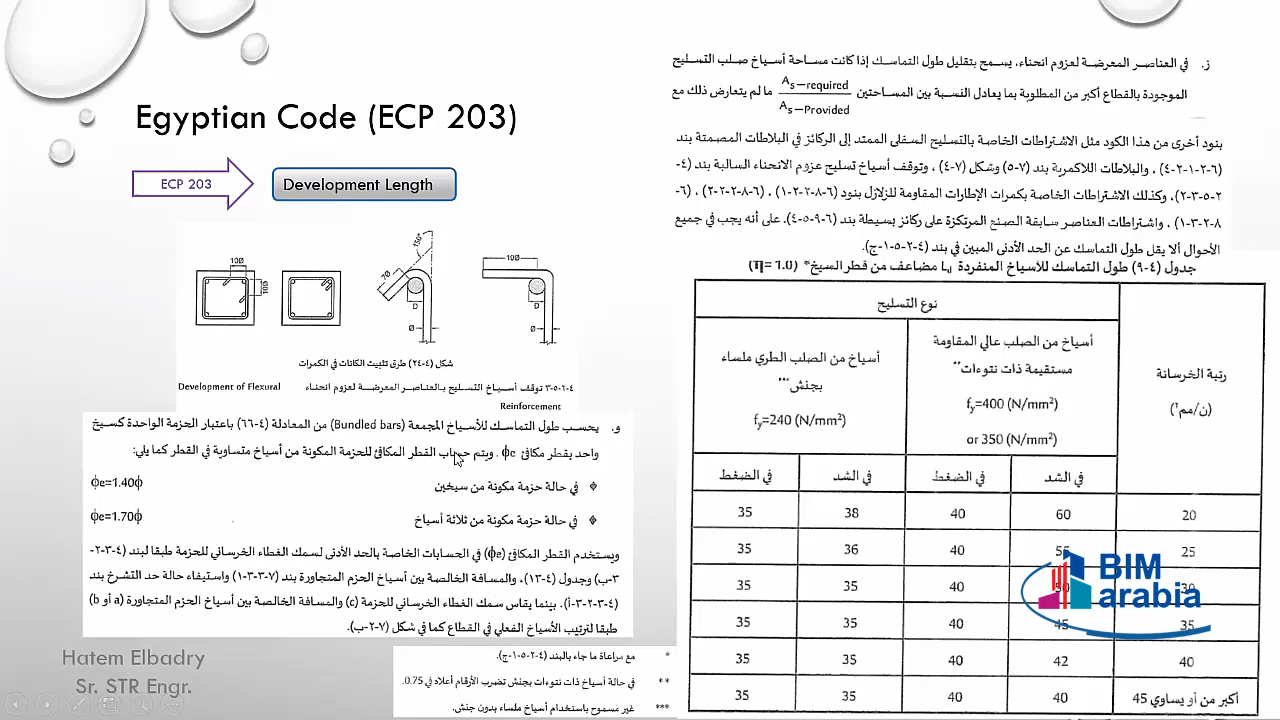 Egyptian Code (ECP 203)
ECP 203
Development Length
10Ø
10Ø
150°
7Ø
D
Ø
10Ø
D
Ø
شكل (٤-٢٤) طرق تثبيت الكانات في الكمرات
٤-٢-٥-٣ توقف أسياخ التسليح بالعناصر المعرضة لعزوم انحناء Development of Flexural
Reinforcement
و. يحسب طول التماسك للأسياخ المجمعة (Bundled bars) من المعادلة (٤-٦٦) باعتبار الحزمة الواحدة كسيخ
واحد بقطر مكافئ ϕe . ويتم حساب القطر المكافئ للحزمة المكونة من أسياخ متساوية في القطر كما يلي:
❖ في حالة حزمة مكونة من سيخين ϕe=1.40ϕ
❖ في حالة حزمة مكونة من ثلاثة أسياخ ϕe=1.70ϕ
ويستخدم القطر المكافئ (ϕe) في الحسابات الخاصة بالحد الأدنى لسمك الغطاء الخرساني للحزمة طبقا لبند (٤-٣-٢-
٣-ب) وجدول (٤-١٣)، والمسافة الخالصة بين أسياخ الحزم المتجاورة بند (٧-٣-٣-١) واستيفاء حالة حد التشرخ بند
(٤-٣-٢-٣-أ). بينما يقاس سمك الغطاء الخرساني للحزمة (c) والمسافة الخالصة بين أسياخ الحزم المتجاورة (a أو b)
طبقا لترتيب الأسياخ الفعلي في القطاع كما في شكل (٧-٢-ب).
* مع مراعاة ما جاء بالبند (٤-٢-٥-١-ج).
** في حالة أسياخ ذات نتوءات بجنش تضرب الأرقام أعلاه في 0.75.
*** غير مسموح باستخدام أسياخ ملساء بدون جنش.
Hatem Elbadry
Sr. STR Engr.
ز. في العناصر المعرضة لعزوم انحناء، يسمح بتقليل طول التماسك إذا كانت مساحة أسياخ صلب التسليح
الموجودة بالقطاع أكبر من المطلوبة بما يعادل النسبة بين المساحتين As−required / As−Provided ما لم يتعارض ذلك مع
بنود أخرى من هذا الكود مثل الاشتراطات الخاصة بالتسليح السفلى الممتد إلى الركائز في البلاطات المصمتة بند
(٦-٢-١-٢-٤)، والبلاطات اللاكمرية بند (٧-٥) وشكل (٧-٤) ، وتوقف أسياخ تسليح عزوم الانحناء السالبة بند (٤-
٢-٥-٣-٢)، وكذلك الاشتراطات الخاصة بكمرات الإطارات المقاومة للزلازل بنود (٦-٨-٢-٢-١) ، (٦-٨-٢-٢-٢) ، (٦-
٨-٢-٣-١) ، واشتراطات العناصر سابقة الصنع المرتكزة على ركائز بسيطة بند (٦-٩-٥-٤). على أنه يجب في جميع
الأحوال ألا يقل طول التماسك عن الحد الأدنى المبين في بند (٤-٢-٥-١-ج).
جدول (٤-٩) طول التماسك للأسياخ المنفردة Ld مضاعف من قطر السيخ* (η= 1.0)
رتبة الخرسانة
(ن/مم٢)
نوع التسليح
أسياخ من الصلب عالي المقاومة
مستقيمة ذات نتوءات**
fy=400 (N/mm²)
or 350 (N/mm²)
أسياخ من الصلب الطري ملساء
بجنش***
fy=240 (N/mm²)
في الشد في الضغط في الشد في الضغط
20 60 40 38 35
25 55 40 36 35
30 50 40 35 35
35 45 40 35 35
40 42 40 35 35
أكبر من أو يساوي 45 40 40 35 35
BIM
arabia